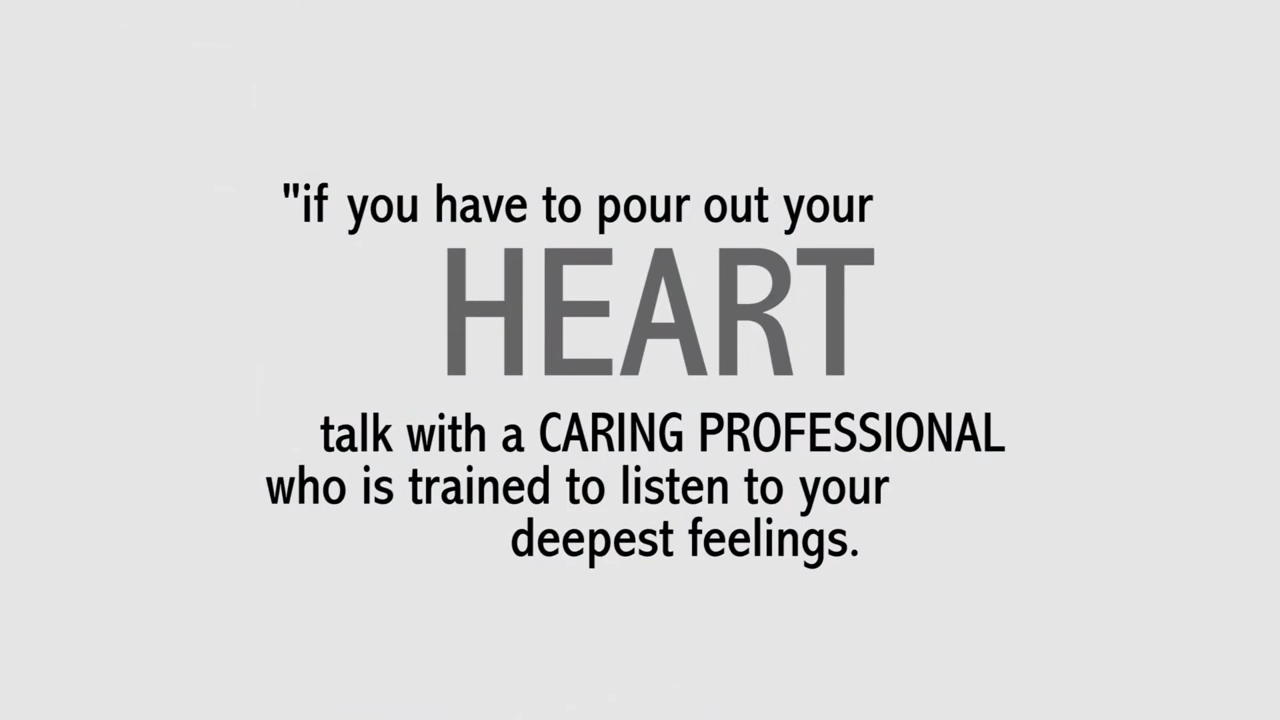 "if you have to pour out your
HEART
talk with a CARING PROFESSIONAL
who is trained to listen to your
deepest feelings.